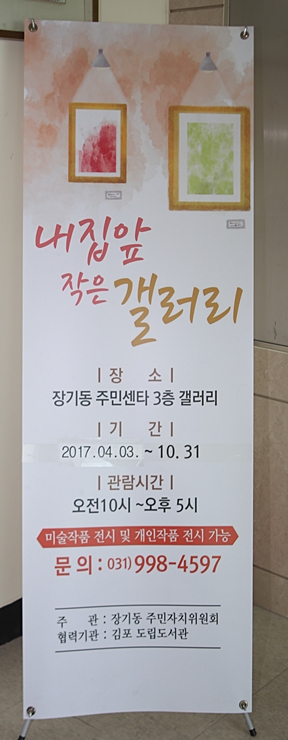 내집앞
작은 갤러리
| 장 소 |
장기동 주민센타 3층 갤러리
| 기 간 |
2017.04.03. ~ 10. 31
| 관람시간 |
오전10시 ~오후 5시
미술작품 전시 및 개인작품 전시 가능
문 의 : 031) 998-4597
주 관 : 장기동 주민자치위원회
협력기관 : 김포 도립도서관